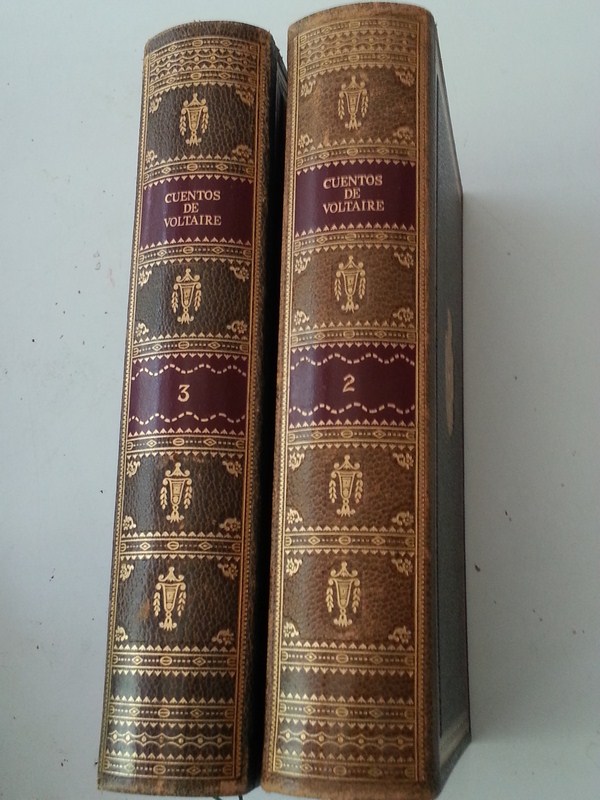 CUENTOS
DE
VOLTAIRE
3
CUENTOS
DE
VOLTAIRE
2